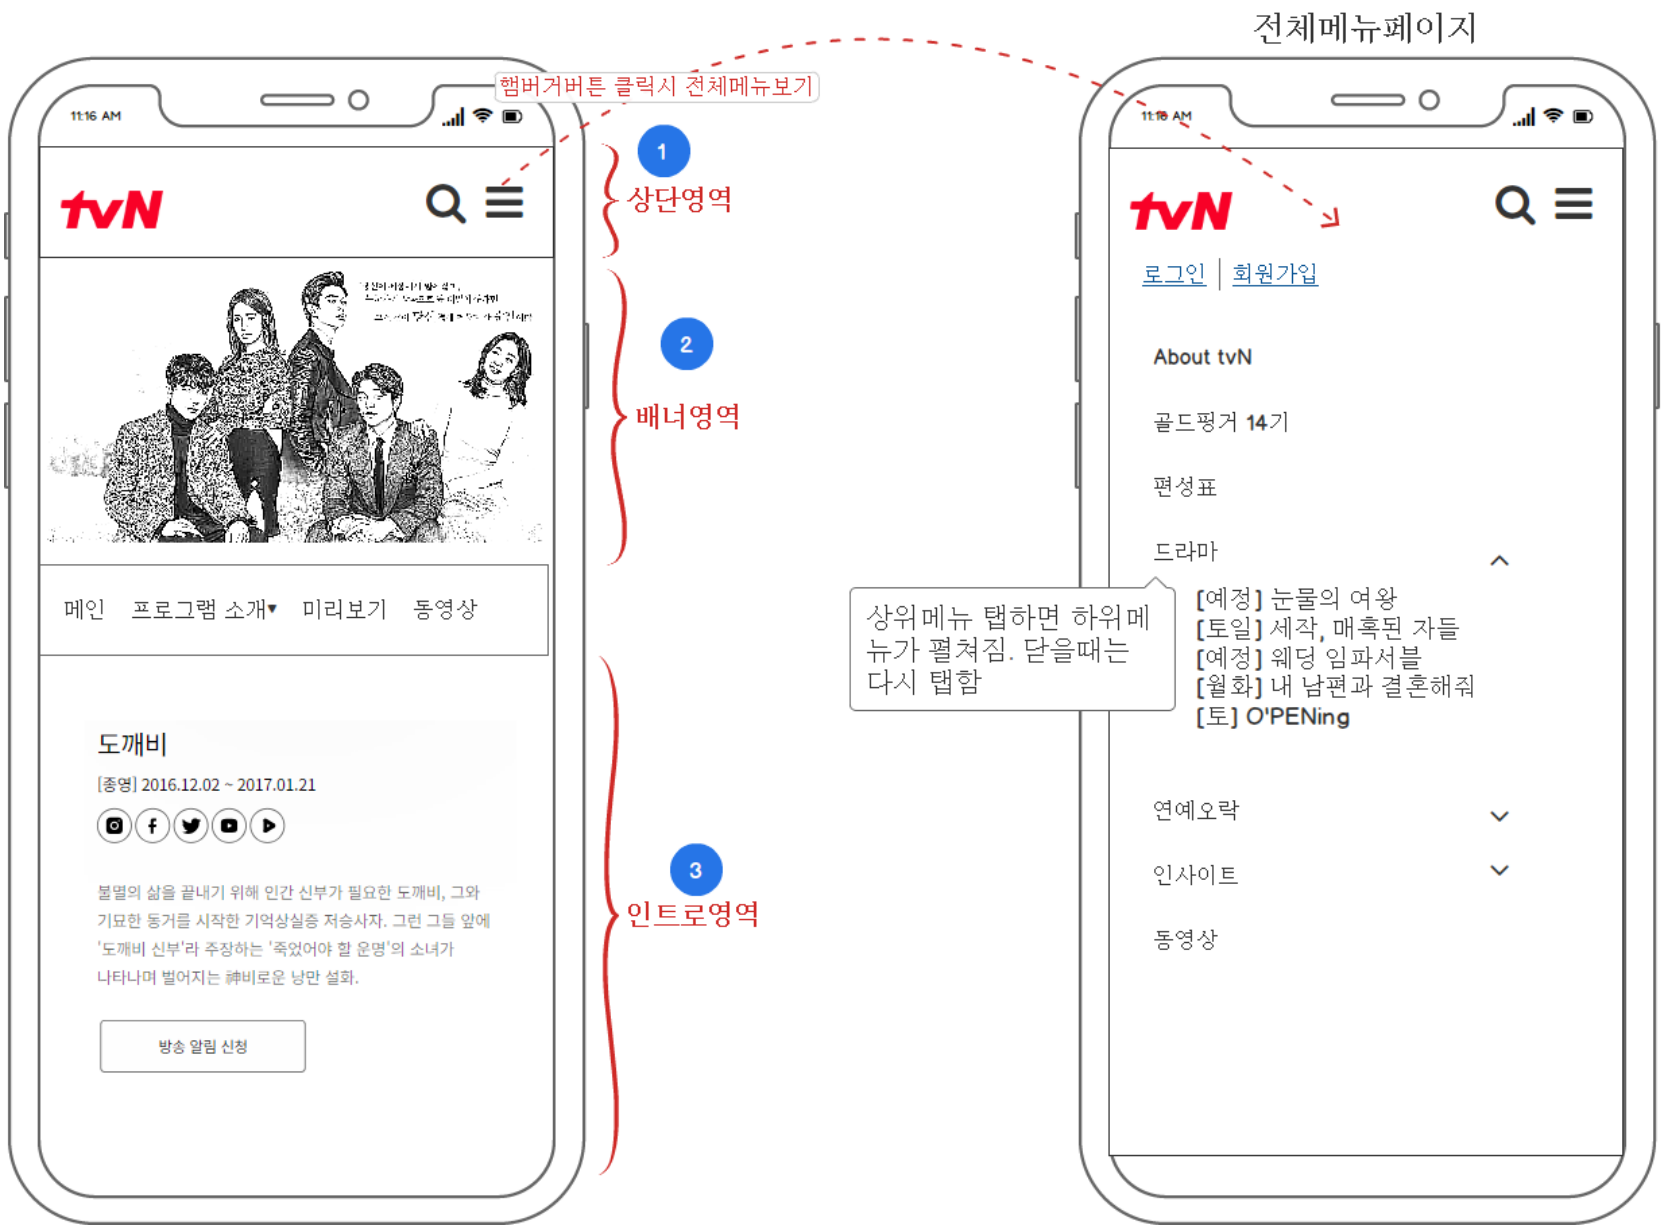 전체메뉴페이지
햄버거버튼 클릭시 전체메뉴보기
11:16 AM
tvN
1
상단영역
2
배너영역
메인 프로그램 소개▾ 미리보기 동영상
도깨비
[종영] 2016.12.02 ~ 2017.01.21
불멸의 삶을 끝내기 위해 인간 신부가 필요한 도깨비, 그와
기묘한 동거를 시작한 기억상실증 저승사자. 그런 그들 앞에
'도깨비 신부'라 주장하는 '죽었어야 할 운명'의 소녀가
나타나며 벌어지는 神비로운 낭만 설화.
방송 알림 신청
3
인트로영역
11:16 AM
tvN
로그인 | 회원가입
About tvN
골드핑거 14기
편성표
드라마
상위메뉴 탭하면 하위메
뉴가 펼쳐짐. 닫을때는
다시 탭함
[예정] 눈물의 여왕
[토일] 세작, 매혹된 자들
[예정] 웨딩 임파서블
[월화] 내 남편과 결혼해줘
[토] O'PENing
연예오락
인사이트
동영상